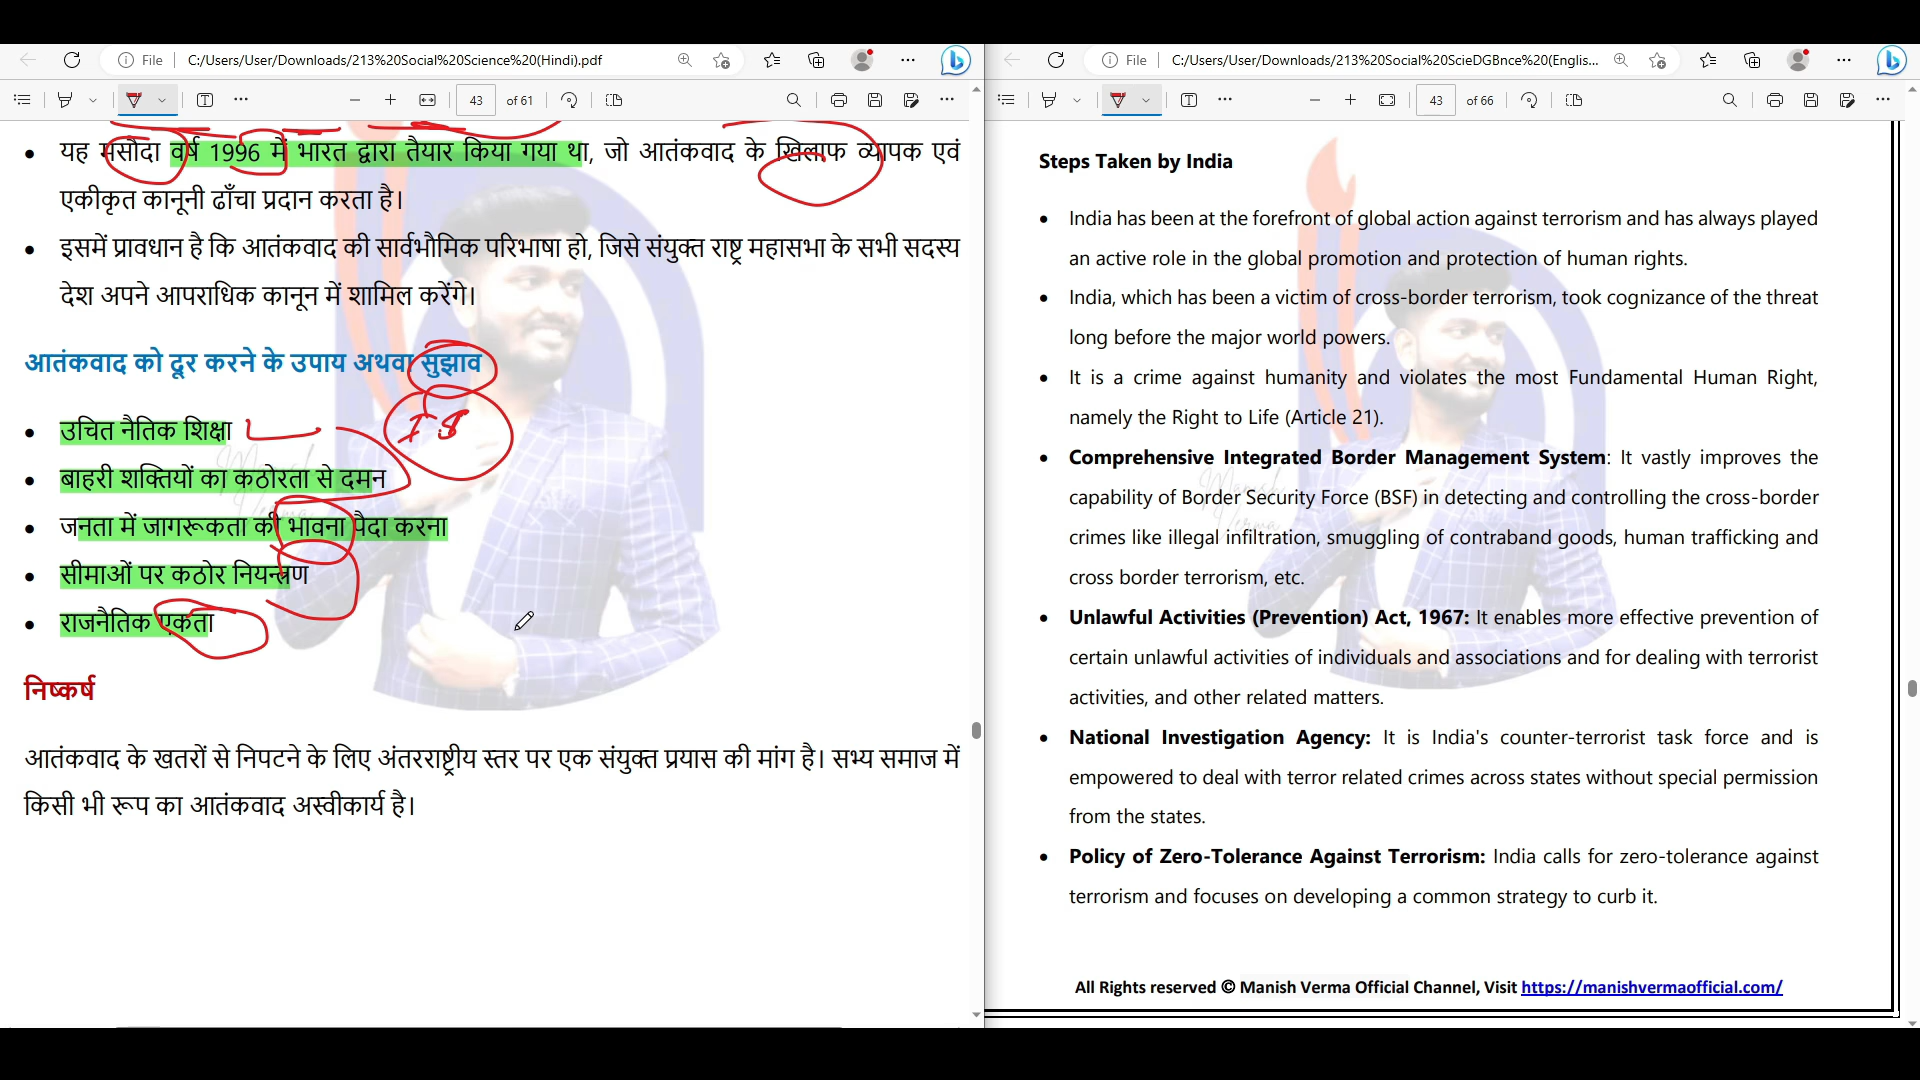 File
C:/Users/User/Downloads/213%20Social%20Science%20(Hindi).pdf
43 of 61
यह मसौदा वर्ष 1996 में भारत द्वारा तैयार किया गया था, जो आतंकवाद के खिलाफ व्यापक एवं
एकीकृत कानूनी ढाँचा प्रदान करता है।
इसमें प्रावधान है कि आतंकवाद की सार्वभौमिक परिभाषा हो, जिसे संयुक्त राष्ट्र महासभा के सभी सदस्य
देश अपने आपराधिक कानून में शामिल करेंगे।
आतंकवाद को दूर करने के उपाय अथवा सुझाव
उचित नैतिक शिक्षा
बाहरी शक्तियों का कठोरता से दमन
जनता में जागरूकता की भावना पैदा करना
सीमाओं पर कठोर नियन्त्रण
राजनैतिक एकता
निष्कर्ष
आतंकवाद के खतरों से निपटने के लिए अंतरराष्ट्रीय स्तर पर एक संयुक्त प्रयास की मांग है। सभ्य समाज में
किसी भी रूप का आतंकवाद अस्वीकार्य है।
Manish
Verma
File
C:/Users/User/Downloads/213%20Social%20ScieDGBnce%20(Englis...
43 of 66
Steps Taken by India
India has been at the forefront of global action against terrorism and has always played
an active role in the global promotion and protection of human rights.
India, which has been a victim of cross-border terrorism, took cognizance of the threat
long before the major world powers.
It is a crime against humanity and violates the most Fundamental Human Right,
namely the Right to Life (Article 21).
Comprehensive Integrated Border Management System: It vastly improves the
capability of Border Security Force (BSF) in detecting and controlling the cross-border
crimes like illegal infiltration, smuggling of contraband goods, human trafficking and
cross border terrorism, etc.
Unlawful Activities (Prevention) Act, 1967: It enables more effective prevention of
certain unlawful activities of individuals and associations and for dealing with terrorist
activities, and other related matters.
National Investigation Agency: It is India's counter-terrorist task force and is
empowered to deal with terror related crimes across states without special permission
from the states.
Policy of Zero-Tolerance Against Terrorism: India calls for zero-tolerance against
terrorism and focuses on developing a common strategy to curb it.
Manish
Verma
All Rights reserved © Manish Verma Official Channel, Visit https://manishvermaofficial.com/